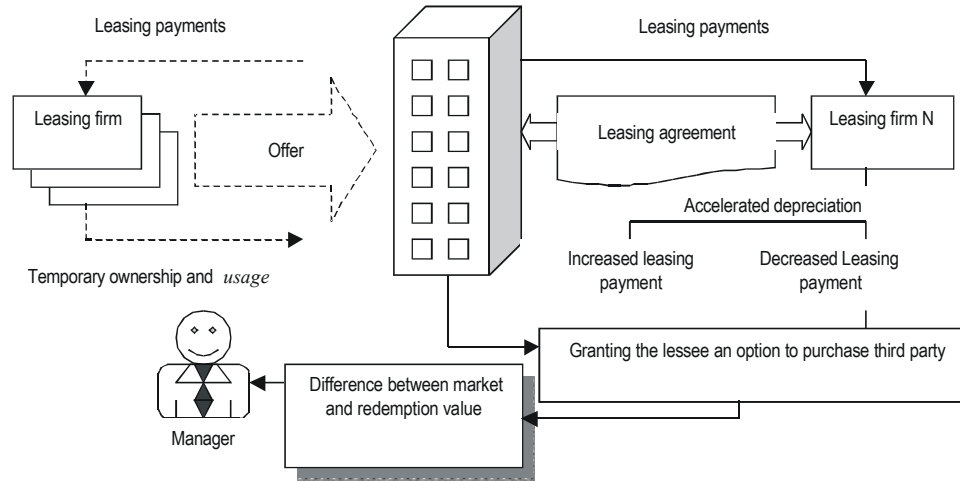 Leasing payments
Leasing payments
Leasing firm
Offer
Leasing agreement
Leasing firm N
Accelerated depreciation
Temporary ownership and usage
Increased leasing
payment
Decreased Leasing
payment
Granting the lessee an option to purchase third party
Difference between market
and redemption value
Manager